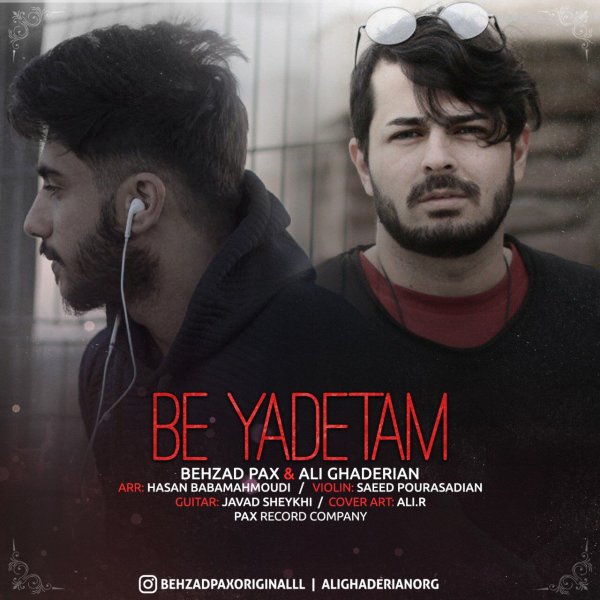 BE YADETAM
BEHZAD PAX & ALI GHADERIAN
ARR: HASAN BABAMAHMOUDI / VIOLIN: SAEED POURASADIAN
GUITAR: JAVAD SHEYKHI / COVER ART: ALI.R
PAX RECORD COMPANY
BEHZADPAXORIGINALLL | ALIGHADERIANORG